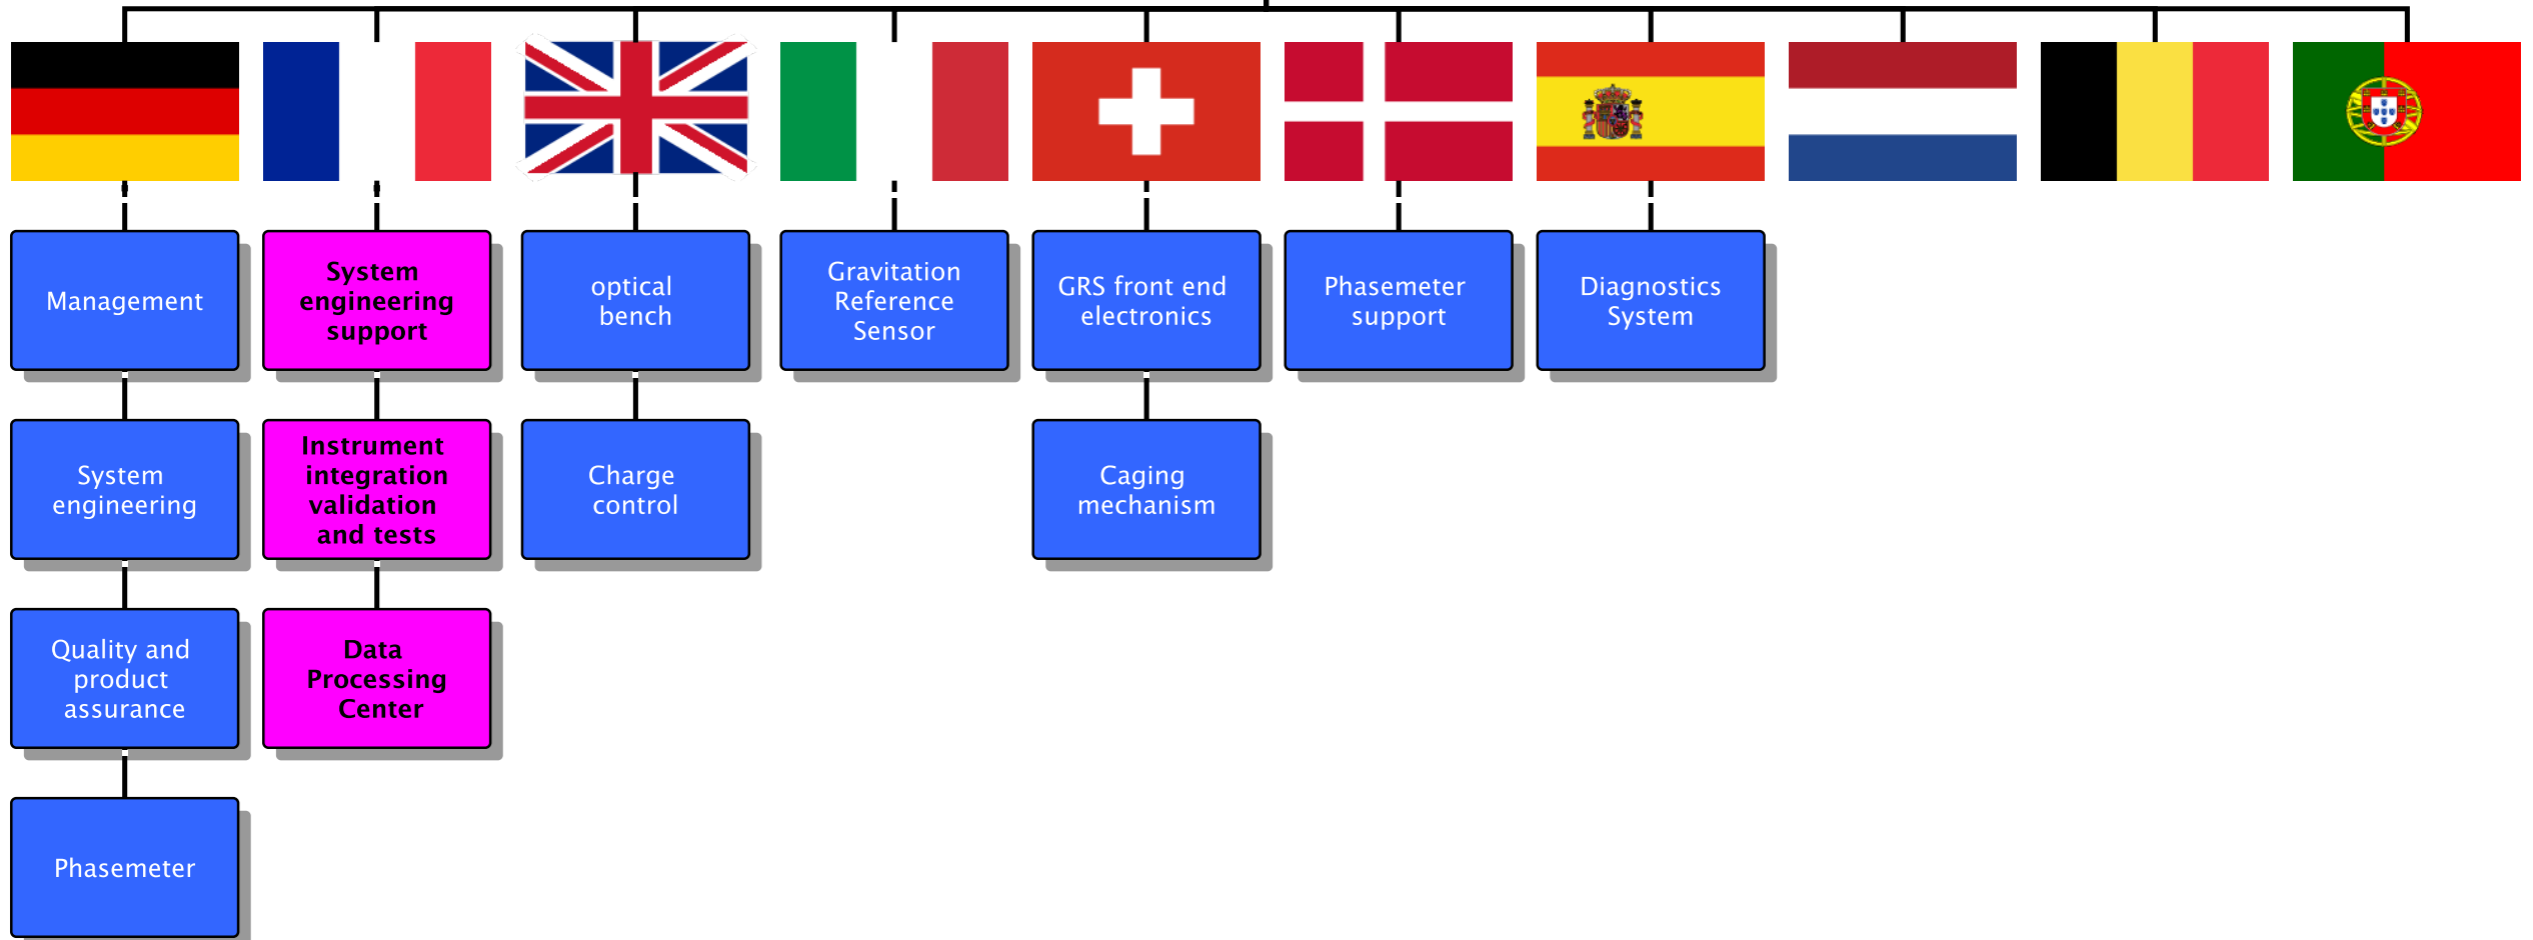 Management
System
engineering
support
optical
bench
Gravitation
Reference
Sensor
GRS front end
electronics
Phasemeter
support
Diagnostics
System
System
engineering
Instrument
integration
validation
and tests
Charge
control
Caging
mechanism
Quality and
product
assurance
Data
Processing
Center
Phasemeter